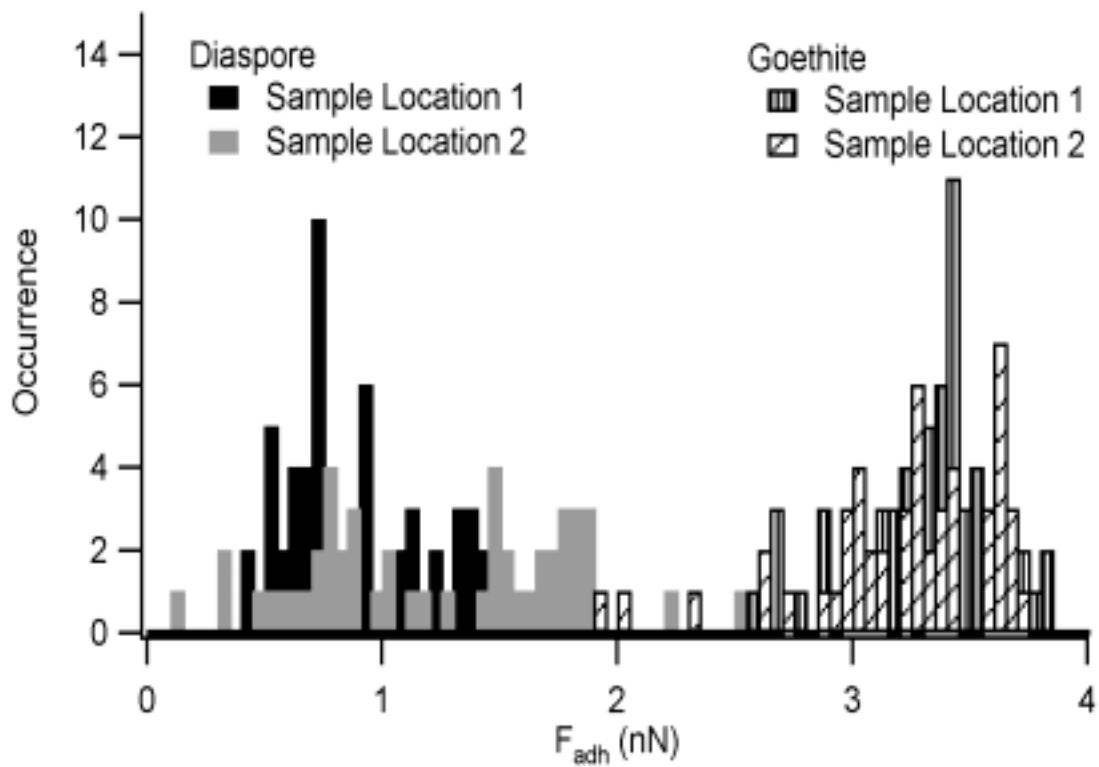 Diaspore
Sample Location 1
Sample Location 2
Goethite
Sample Location 1
Sample Location 2
14
12
10
8
6
4
2
0
Occurrence
0 1 2 3 4
F_adh (nN)